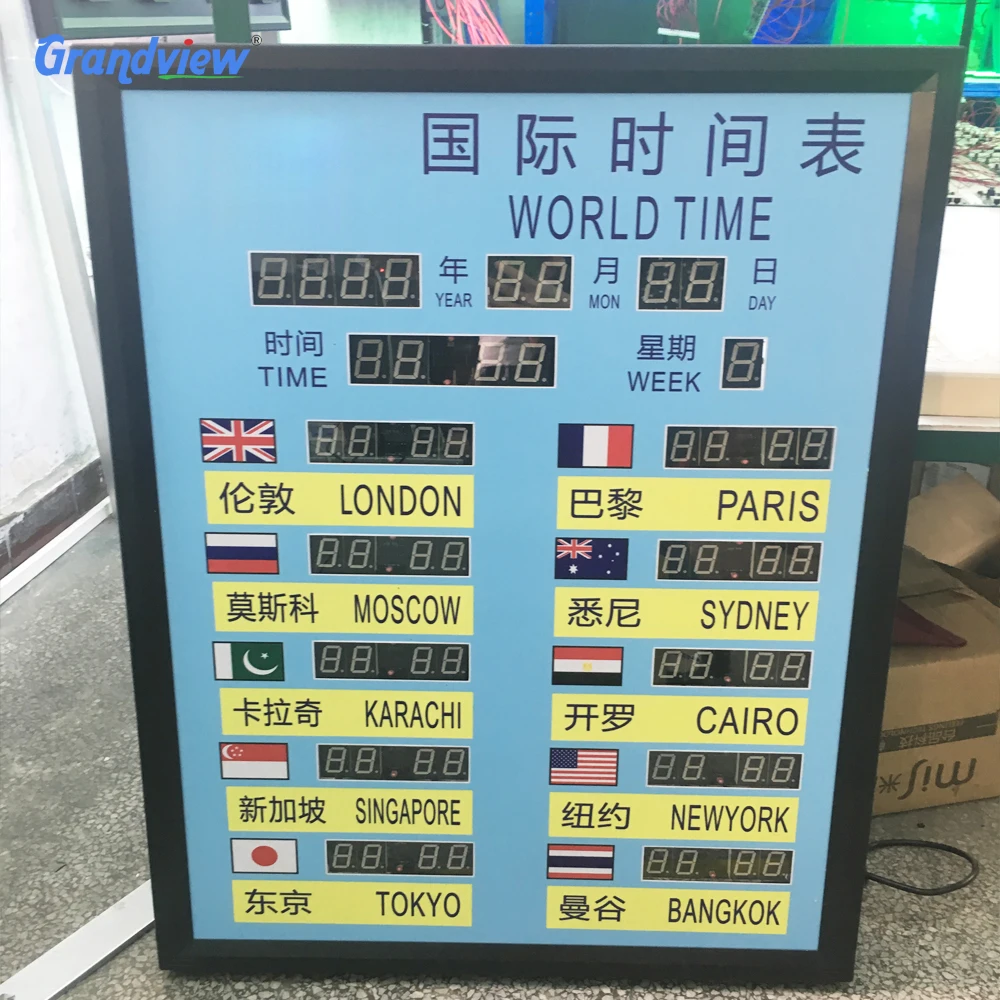 Grandview®
国际时间表
WORLD TIME
年 月 日
YEAR MON DAY
时间 星期
TIME WEEK
伦敦 LONDON 巴黎 PARIS
莫斯科 MOSCOW 悉尼 SYDNEY
卡拉奇 KARACHI 开罗 CAIRO
新加坡 SINGAPORE 纽约 NEWYORK
东京 TOKYO 曼谷 BANGKOK